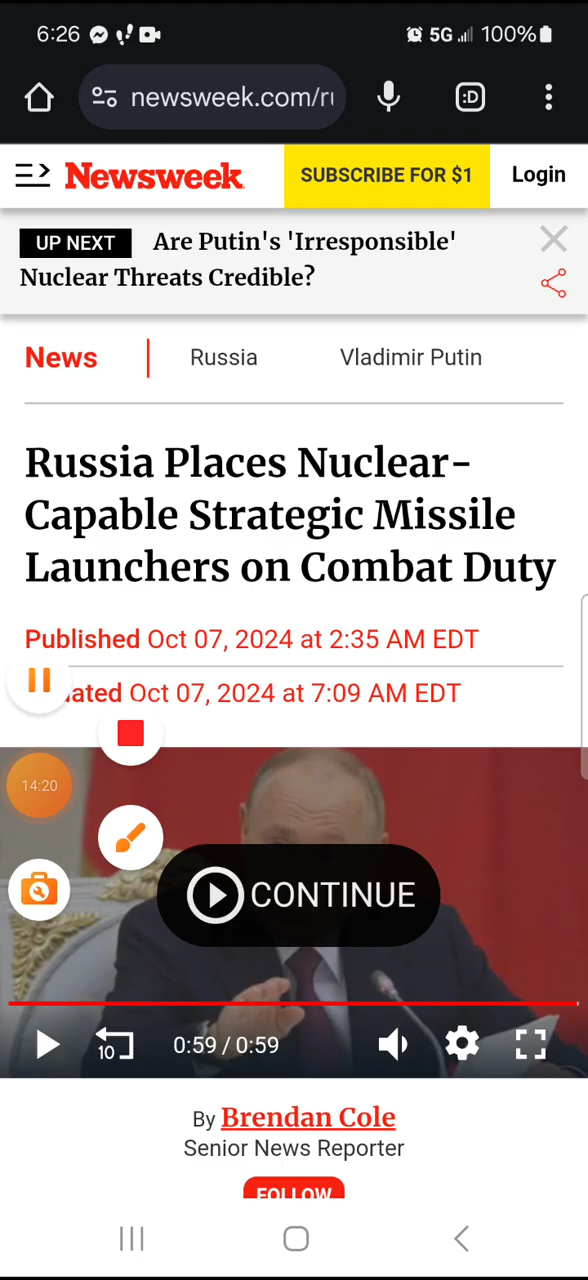 6:26 5G 100%
:D
newsweek.com/ru
Newsweek SUBSCRIBE FOR $1 Login
UP NEXT Are Putin's 'Irresponsible'
Nuclear Threats Credible?
News Russia Vladimir Putin
Russia Places Nuclear-
Capable Strategic Missile
Launchers on Combat Duty
Published Oct 07, 2024 at 2:35 AM EDT
ated Oct 07, 2024 at 7:09 AM EDT
14:20
CONTINUE
10 0:59 / 0:59
By Brendan Cole
Senior News Reporter
FOLLOW